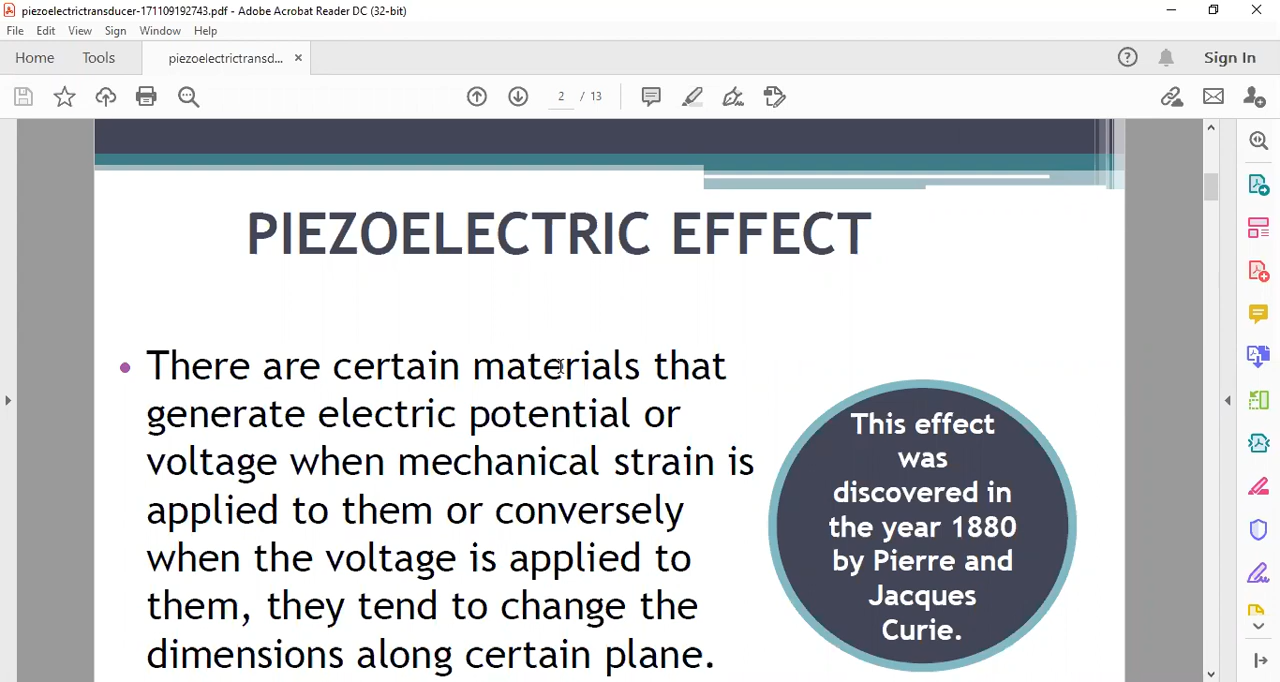 piezoelectrictransducer-171109192743.pdf - Adobe Acrobat Reader DC (32-bit)
File Edit View Sign Window Help
Home Tools piezoelectrictransd... Sign In
2 / 13
PIEZOELECTRIC EFFECT
• There are certain materials that
generate electric potential or
voltage when mechanical strain is
applied to them or conversely
when the voltage is applied to
them, they tend to change the
dimensions along certain plane.
This effect
was
discovered in
the year 1880
by Pierre and
Jacques
Curie.